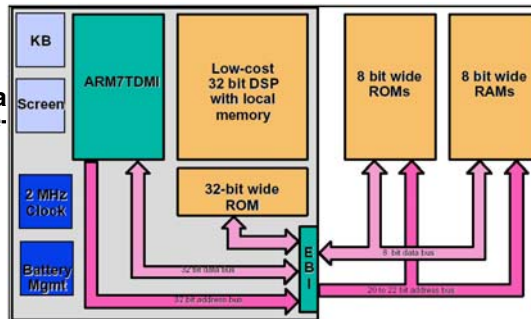 KB
ARM7TDMI
Low-cost
32 bit DSP
with local
memory
8 bit wide
ROMs
8 bit wide
RAMs
a
Screen
2 MHz
Clock
32-bit wide
ROM
Battery
Mgmt
EBI
8 bit data bus
32 bit data bus
20 to 22 bit address bus
32 bit address bus